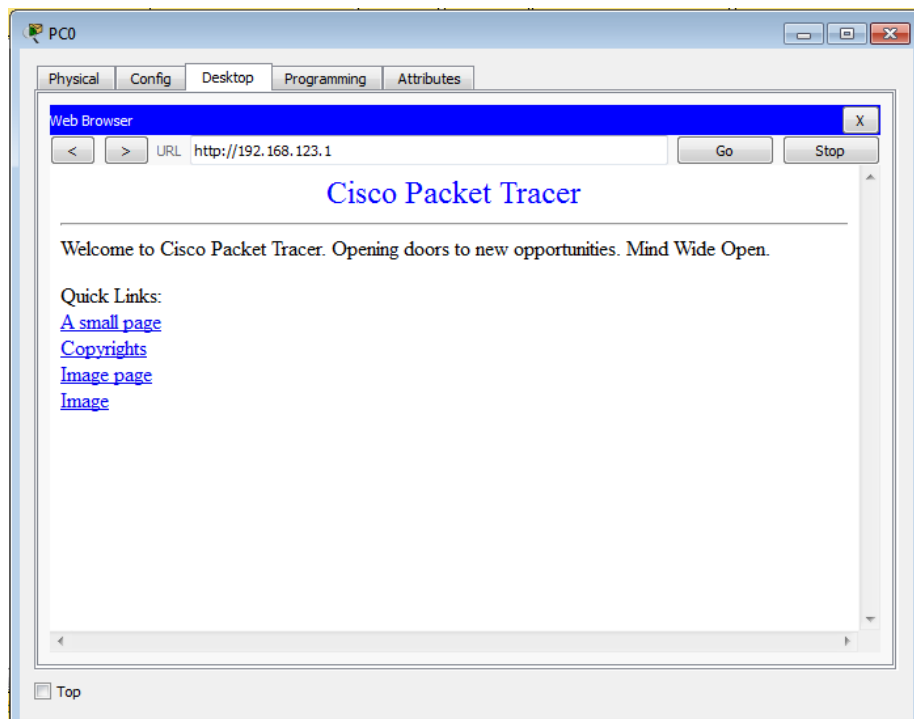 PC0
Physical Config Desktop Programming Attributes
Web Browser X
< > URL http://192.168.123.1 Go Stop
Cisco Packet Tracer
Welcome to Cisco Packet Tracer. Opening doors to new opportunities. Mind Wide Open.
Quick Links:
A small page
Copyrights
Image page
Image
Top